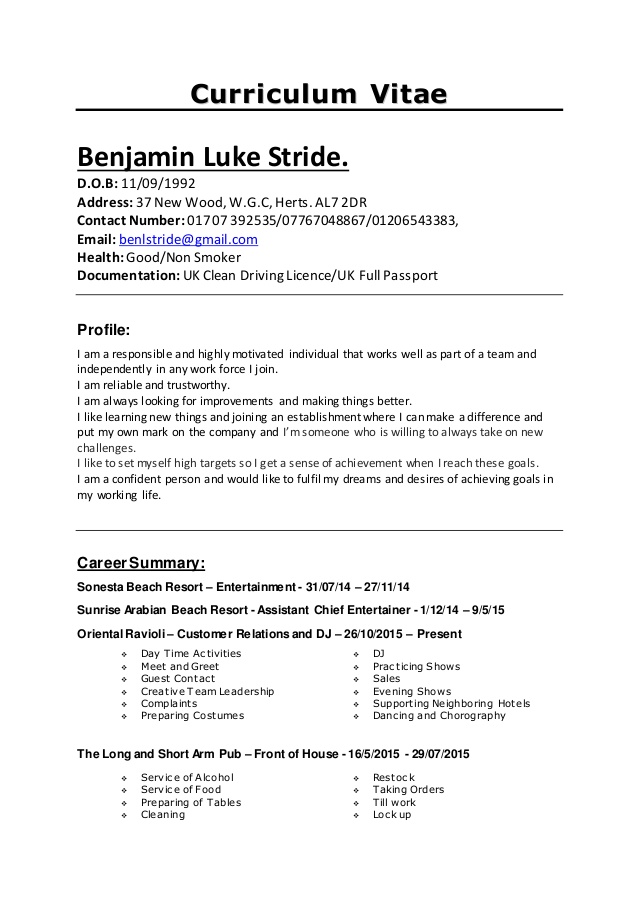 Curriculum Vitae
Benjamin Luke Stride.
D.O.B: 11/09/1992
Address: 37 New Wood, W.G.C, Herts. AL7 2DR
Contact Number: 01707 392535/07767048867/01206543383,
Email: benlstride@gmail.com
Health: Good/Non Smoker
Documentation: UK Clean Driving Licence/UK Full Passport
Profile:
I am a responsible and highly motivated individual that works well as part of a team and
independently in any work force I join.
I am reliable and trustworthy.
I am always looking for improvements and making things better.
I like learning new things and joining an establishment where I can make a difference and
put my own mark on the company and I'm someone who is willing to always take on new
challenges.
I like to set myself high targets so I get a sense of achievement when I reach these goals.
I am a confident person and would like to fulfil my dreams and desires of achieving goals in
my working life.
Career Summary:
Sonesta Beach Resort – Entertainment - 31/07/14 – 27/11/14
Sunrise Arabian Beach Resort - Assistant Chief Entertainer - 1/12/14 – 9/5/15
Oriental Ravioli – Customer Relations and DJ – 26/10/2015 – Present
❖ Day Time Activities
❖ Meet and Greet
❖ Guest Contact
❖ Creative Team Leadership
❖ Complaints
❖ Preparing Costumes
❖ DJ
❖ Practicing Shows
❖ Sales
❖ Evening Shows
❖ Supporting Neighboring Hotels
❖ Dancing and Chorography
The Long and Short Arm Pub – Front of House - 16/5/2015 - 29/07/2015
❖ Service of Alcohol
❖ Service of Food
❖ Preparing of Tables
❖ Cleaning
❖ Restock
❖ Taking Orders
❖ Till work
❖ Lock up